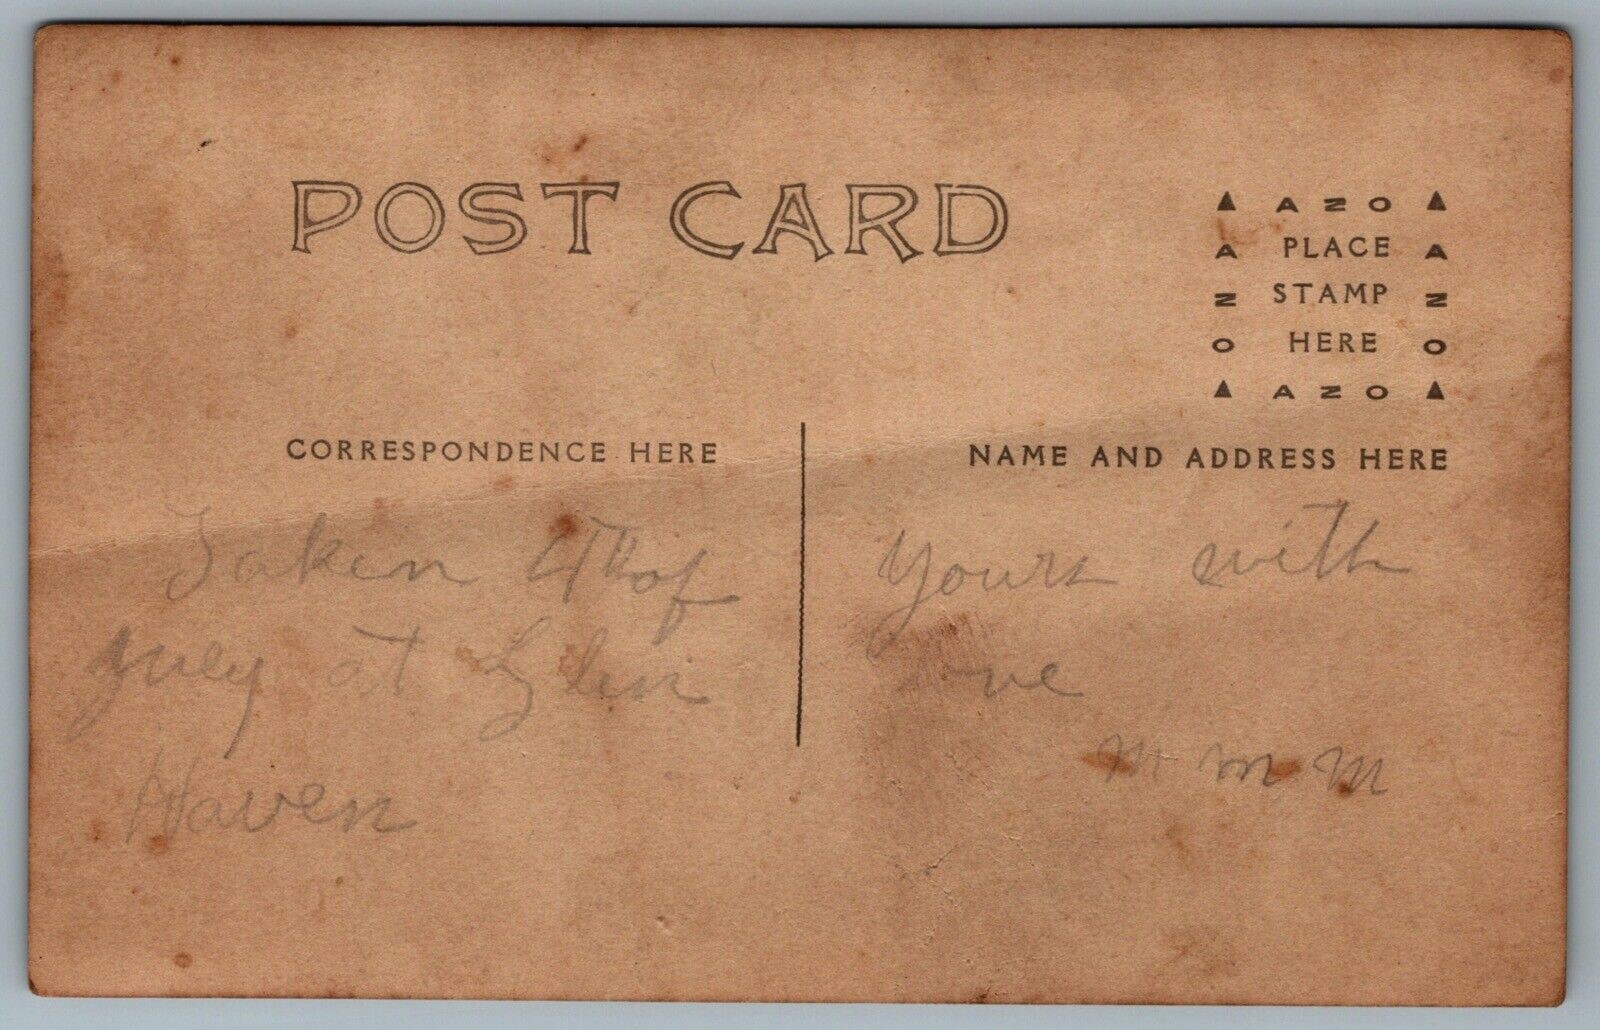 POST CARD
▲ AZO ▲
A PLACE A
Z STAMP Z
O HERE O
▲ AZO ▲
CORRESPONDENCE HERE
NAME AND ADDRESS HERE
Taken 4th of
July at Glen
Haven
Yours with
ove
M M M